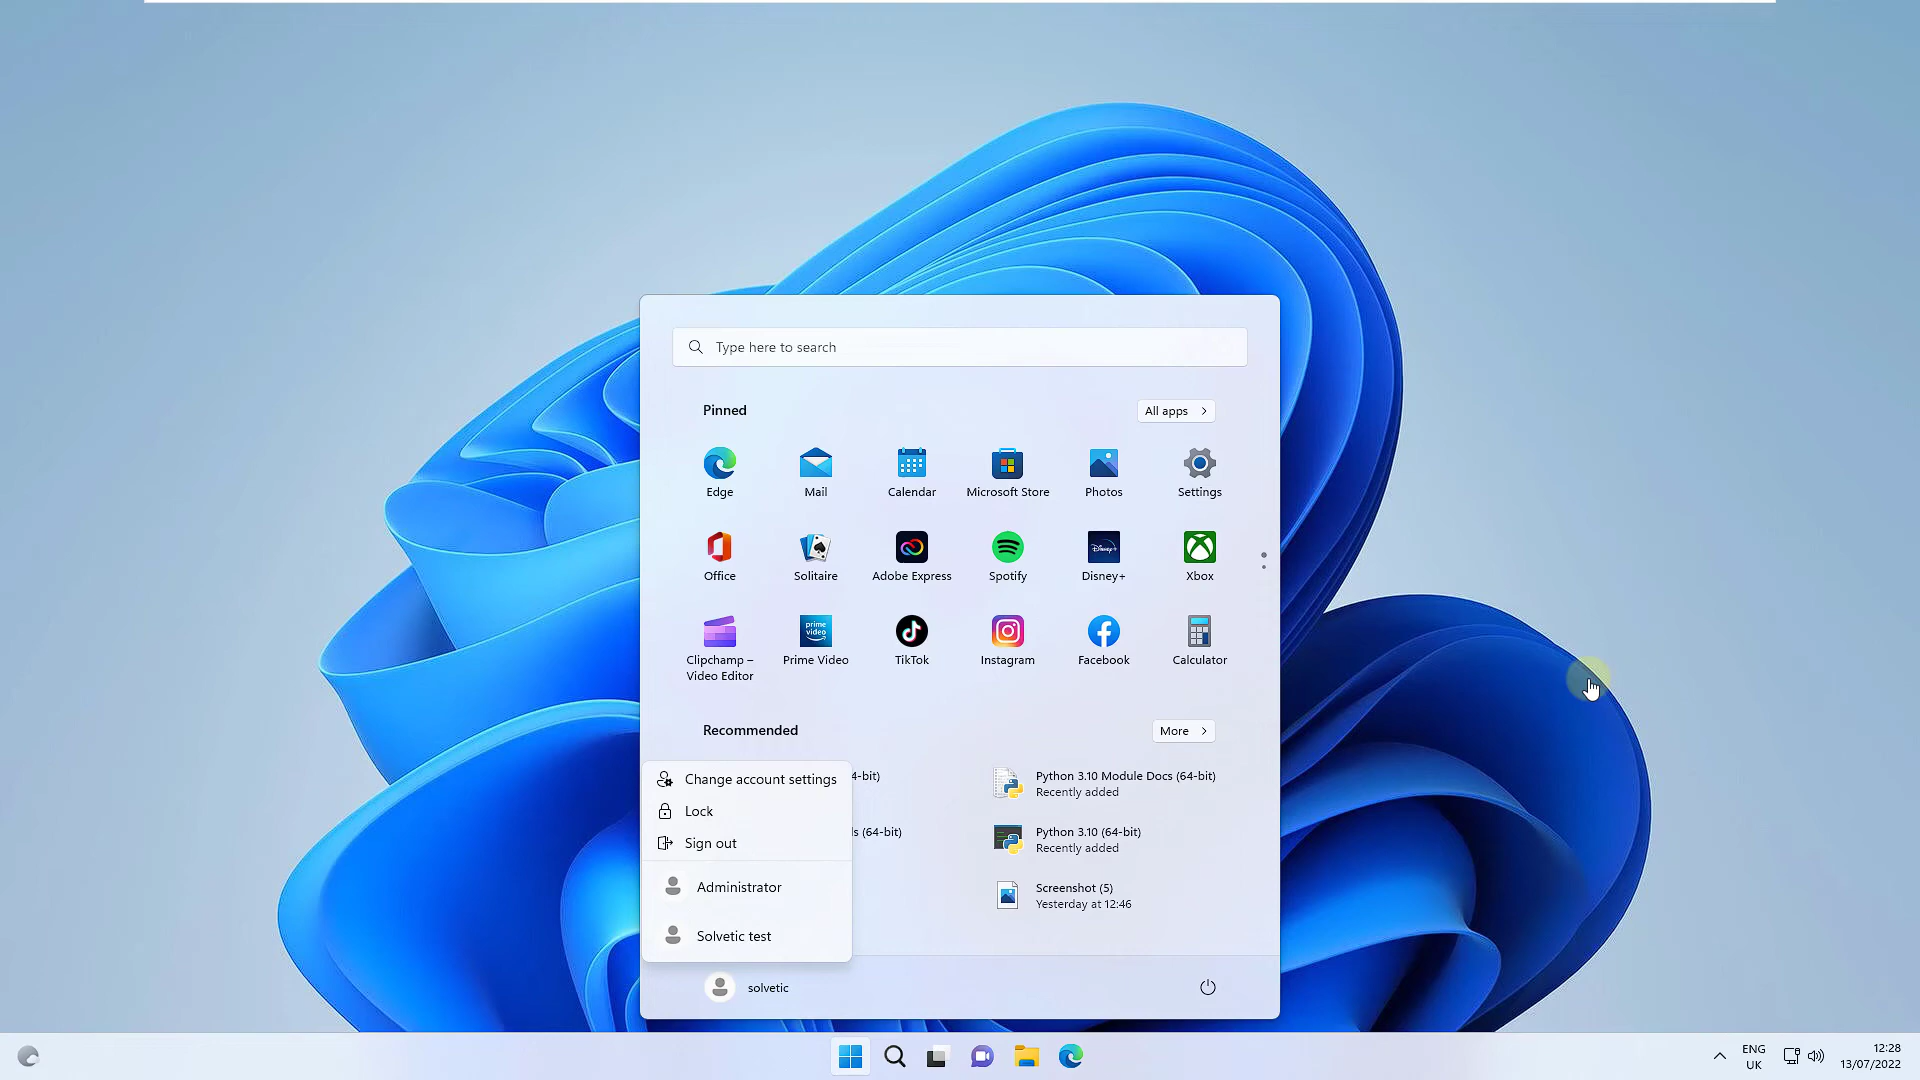 Type here to search
Pinned
All apps
Edge
Mail
Calendar
Microsoft Store
Photos
Settings
Office
Solitaire
Adobe Express
Spotify
Disney+
Xbox
prime video
Clipchamp –
Video Editor
Prime Video
TikTok
Instagram
Facebook
Calculator
Recommended
More
Change account settings
4-bit)
Python 3.10 Module Docs (64-bit)
Recently added
Lock
Sign out
ls (64-bit)
Python 3.10 (64-bit)
Recently added
Administrator
Screenshot (5)
Yesterday at 12:46
Solvetic test
solvetic
ENG
UK
12:28
13/07/2022